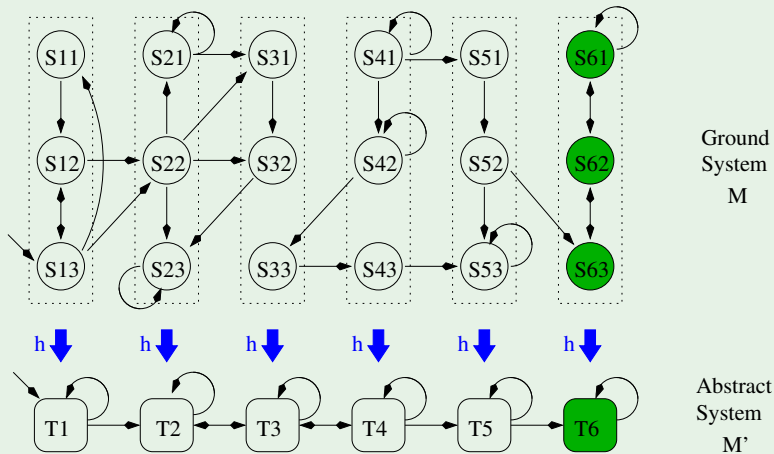 S11 S21 S31 S41 S51 S61
S12 S22 S32 S42 S52 S62
S13 S23 S33 S43 S53 S63
Ground
System
M
h h h h h h
T1 T2 T3 T4 T5 T6
Abstract
System
M'